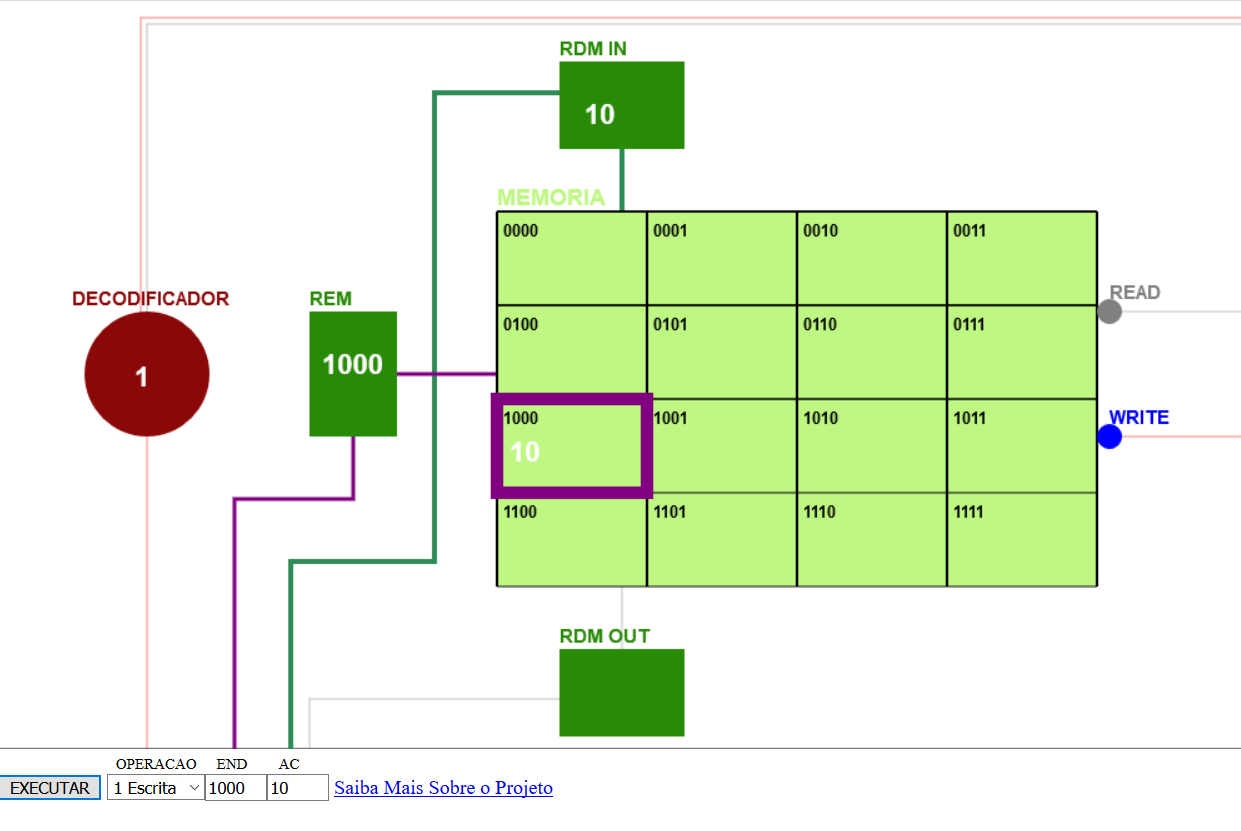 RDM IN
10
MEMORIA
0000 0001 0010 0011
READ
DECODIFICADOR
REM
0100 0101 0110 0111
1000
1
1000 1001 1010 1011
WRITE
10
1100 1101 1110 1111
RDM OUT
OPERACAO END AC
EXECUTAR 1 Escrita 1000 10 Saiba Mais Sobre o Projeto